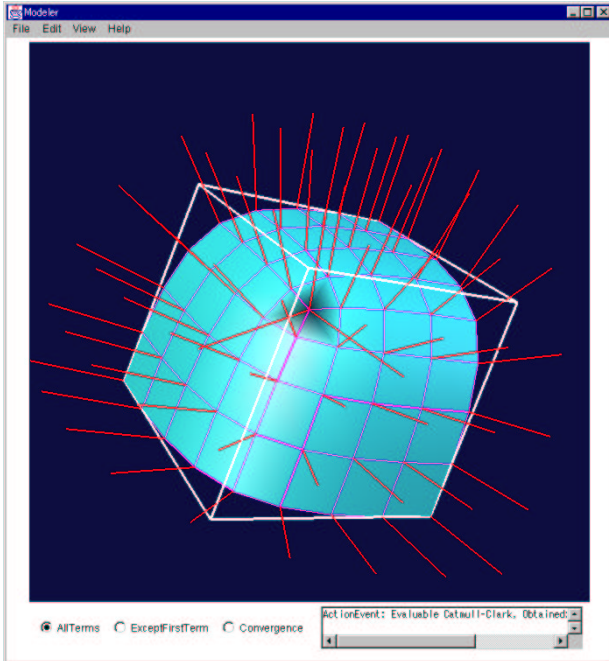 Modeler
File Edit View Help
AllTerms ExceptFirstTerm Convergence
ActionEvent: Evaluable Catmull-Clark. Obtained: